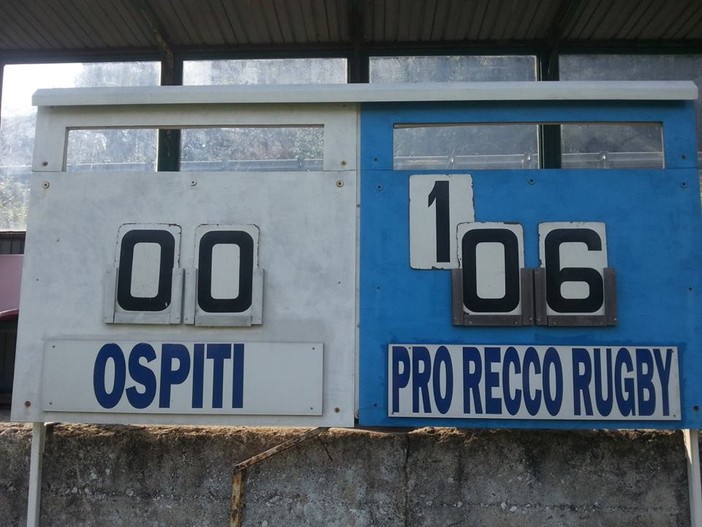 00
106
OSPITI
PRO RECCO RUGBY